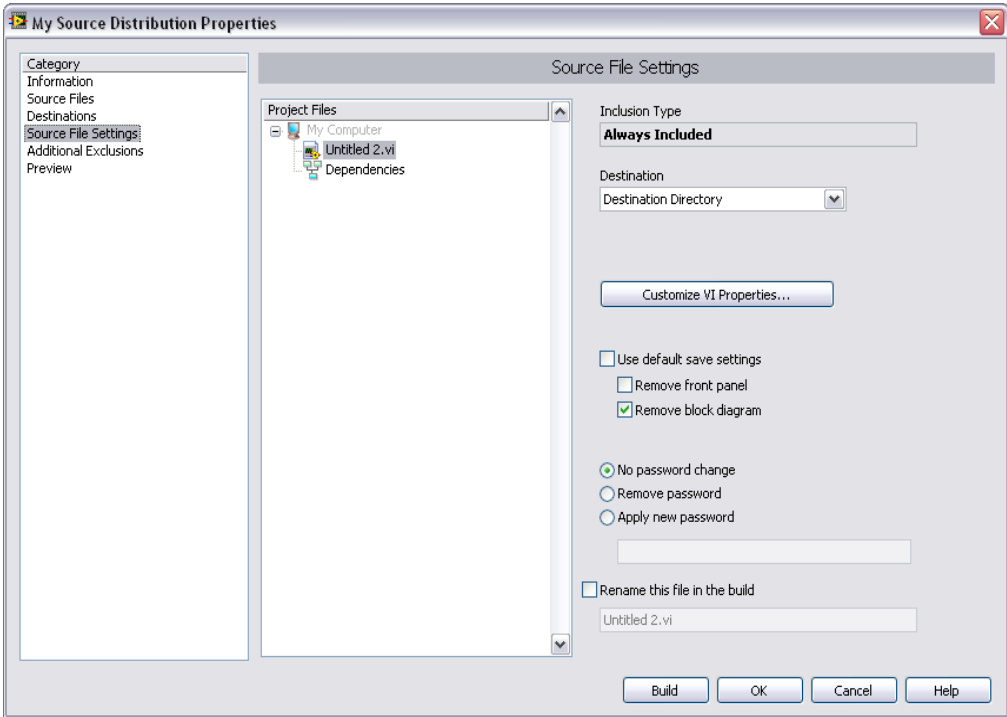 My Source Distribution Properties
Category
Information
Source Files
Destinations
Source File Settings
Additional Exclusions
Preview
Source File Settings
Project Files
My Computer
Untitled 2.vi
Dependencies
Inclusion Type
Always Included
Destination
Destination Directory
Customize VI Properties...
Use default save settings
Remove front panel
Remove block diagram
No password change
Remove password
Apply new password
Rename this file in the build
Untitled 2.vi
Build OK Cancel Help